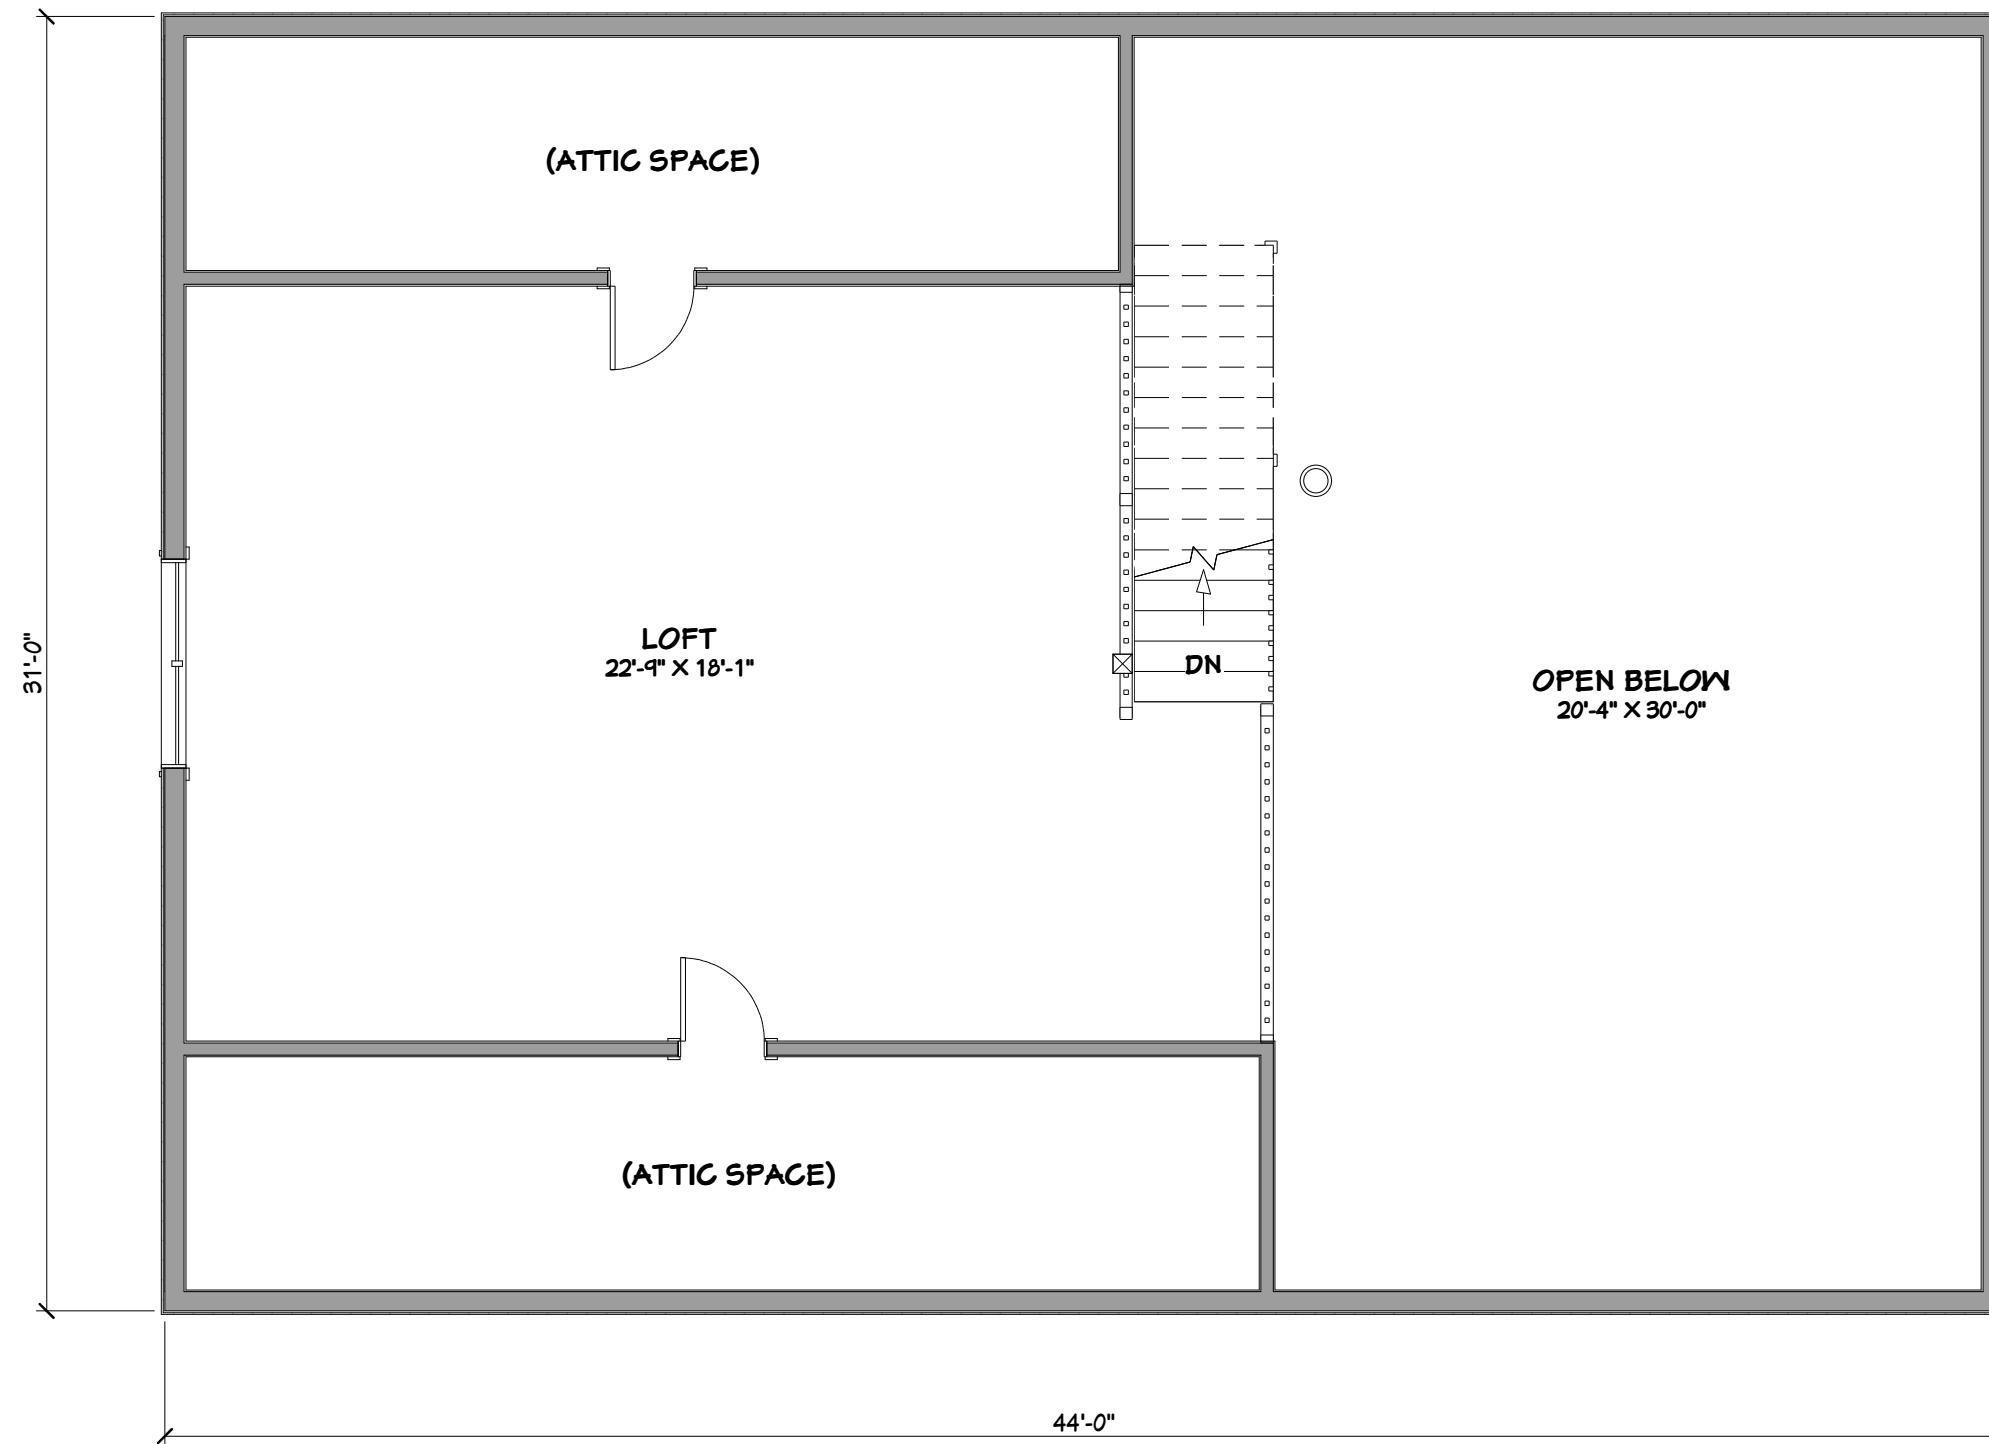 (ATTIC SPACE)
31'-0"
LOFT
22'-9" X 18'-1"
DN
OPEN BELOW
20'-4" X 30'-0"
(ATTIC SPACE)
44'-0"